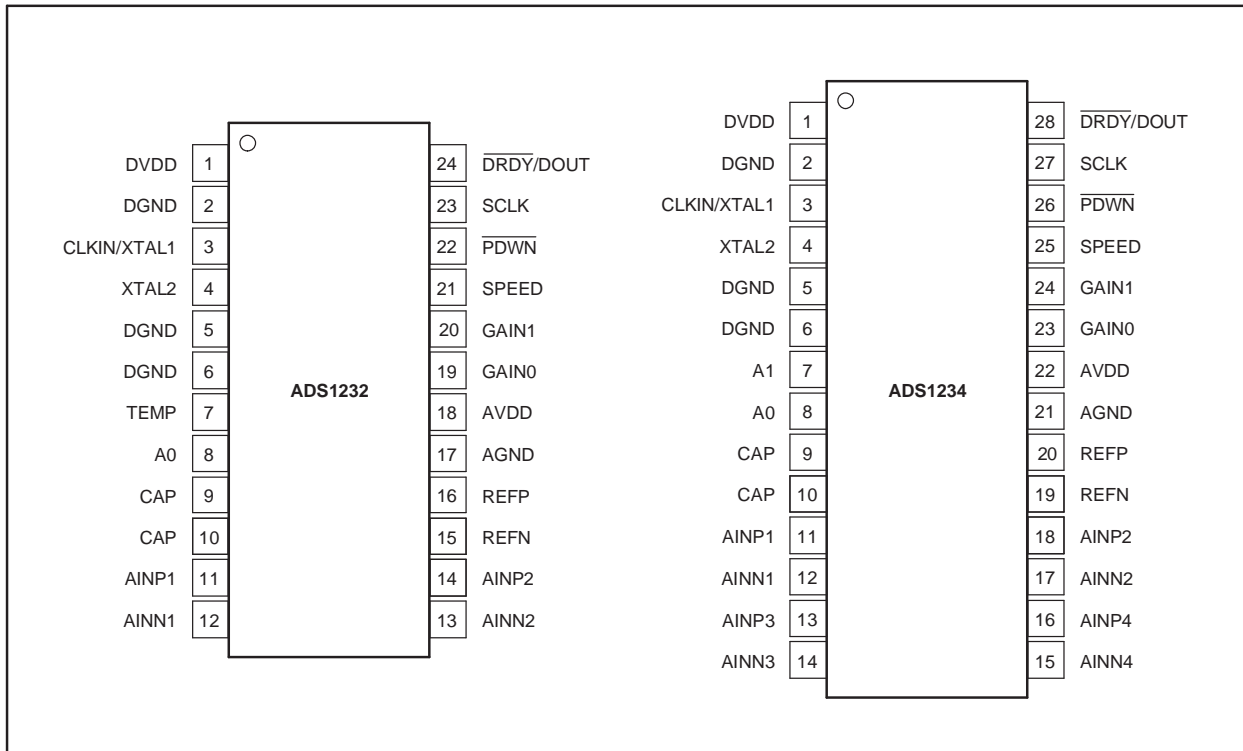 DVDD 1
DGND 2
CLKIN/XTAL1 3
XTAL2 4
DGND 5
DGND 6
TEMP 7
A0 8
CAP 9
CAP 10
AINP1 11
AINN1 12
ADS1232
24 DRDY/DOUT
23 SCLK
22 PDWN
21 SPEED
20 GAIN1
19 GAIN0
18 AVDD
17 AGND
16 REFP
15 REFN
14 AINP2
13 AINN2
DVDD 1
DGND 2
CLKIN/XTAL1 3
XTAL2 4
DGND 5
DGND 6
A1 7
A0 8
CAP 9
CAP 10
AINP1 11
AINN1 12
AINP3 13
AINN3 14
ADS1234
28 DRDY/DOUT
27 SCLK
26 PDWN
25 SPEED
24 GAIN1
23 GAIN0
22 AVDD
21 AGND
20 REFP
19 REFN
18 AINP2
17 AINN2
16 AINP4
15 AINN4